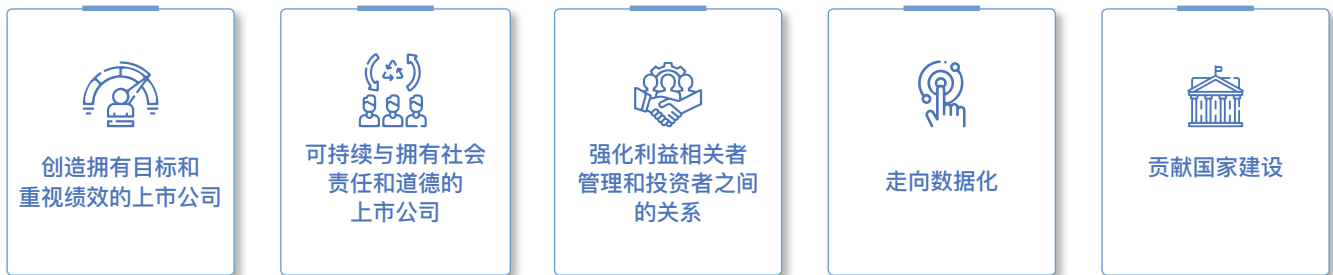 创造拥有目标和
重视绩效的上市公司
可持续与拥有社会
责任和道德的
上市公司
强化利益相关者
管理和投资者之间
的关系
走向数据化
贡献国家建设